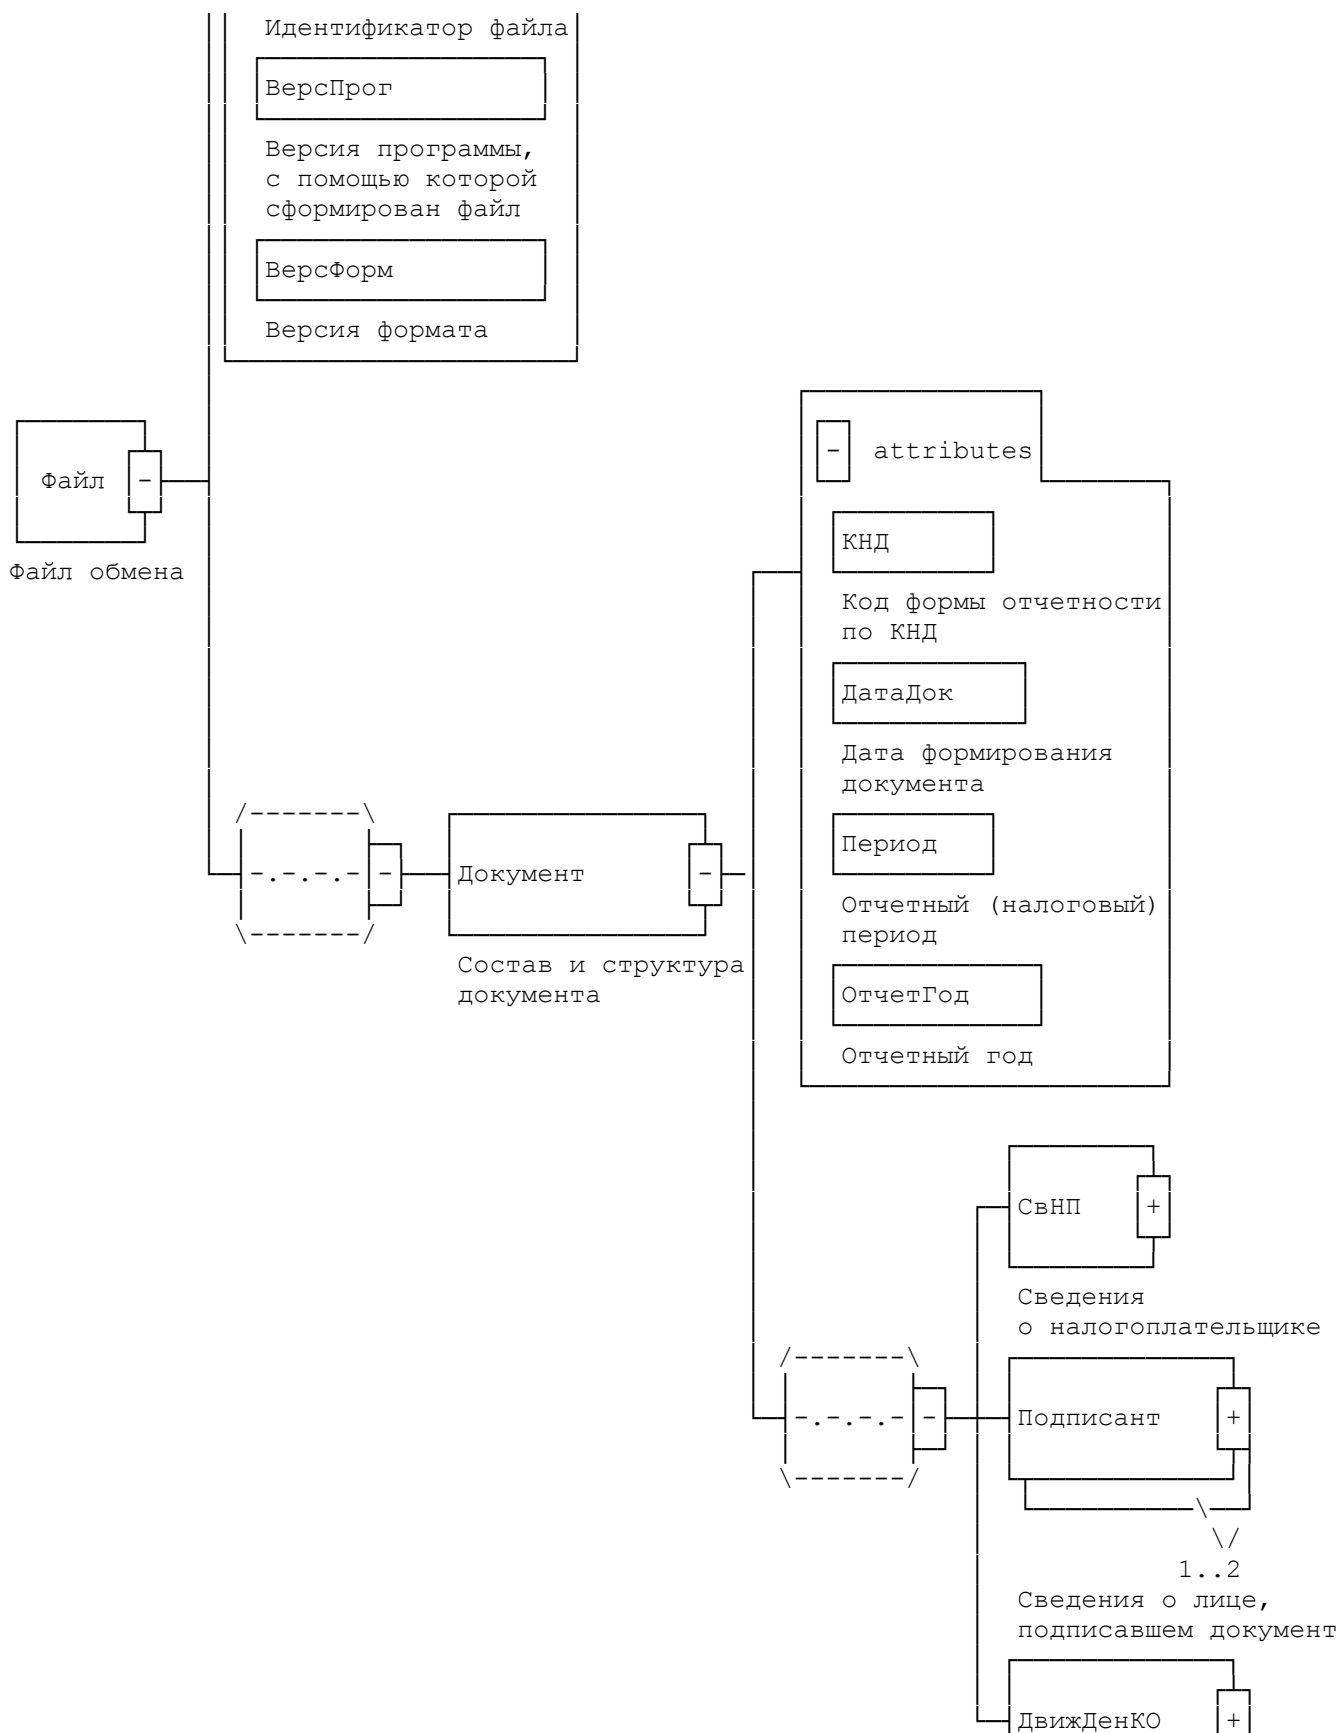 Идентификатор файла
ВерсПрог
Версия программы,
с помощью которой
сформирован файл
ВерсФорм
Версия формата
- attributes
Файл -
Файл обмена
КНД
Код формы отчетности
по КНД
ДатаДок
Дата формирования
документа
Период
Отчетный (налоговый)
период
ОтчетГод
Отчетный год
/-------\
-.-.-.- -
\-------/
Документ -
Состав и структура
документа
СвНП +
Сведения
о налогоплательщике
/-------\
-.-.-.- -
\-------/
Подписант +
\
\/
1..2
Сведения о лице,
подписавшем документ
ДвижДенКО +